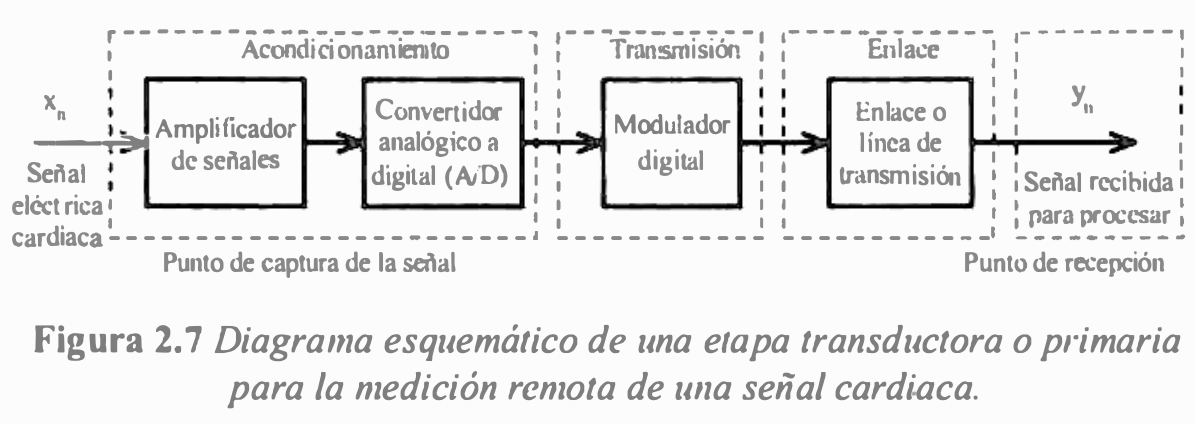 Acondicionamiento
Transmisión
Enlace
x_n
Señal
eléctrica
cardiaca
Amplificador
de señales
Convertidor
analógico a
digital (A/D)
Modulador
digital
Enlace o
línea de
transmisión
y_n
Señal recibida
para procesar
Punto de captura de la señal
Punto de recepción
Figura 2.7 Diagrama esquemático de una etapa transductora o primaria
para la medición remota de una señal cardiaca.